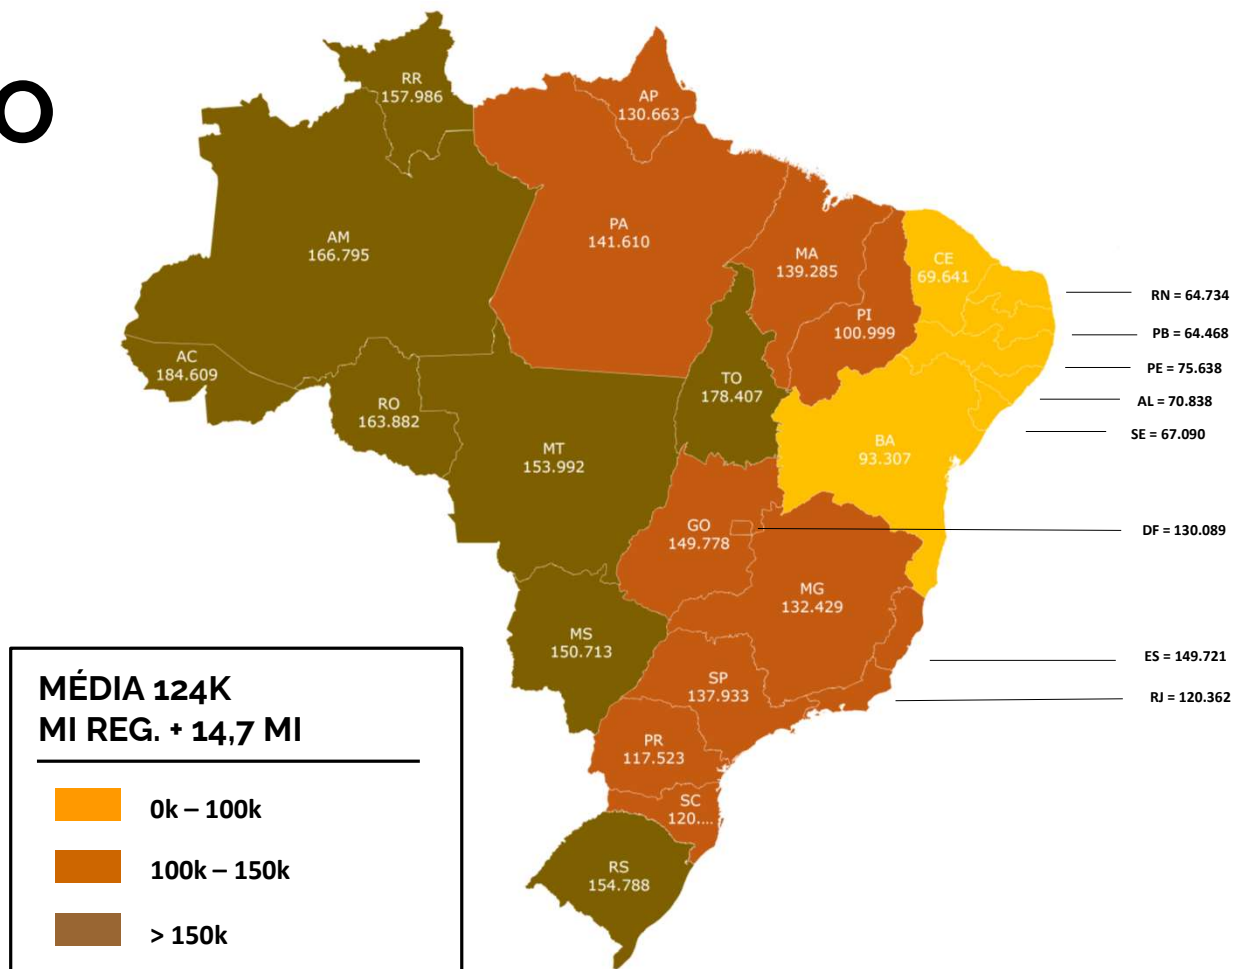 O
RR
157.986
AP
130.663
PA
141.610
AM
166.795
MA
139.285
CE
69.641
RN = 64.734
PI
100.999
PB = 64.468
AC
184.609
PE = 75.638
TO
178.407
RO
163.882
AL = 70.838
SE = 67.090
MT
153.992
BA
93.307
GO
149.778
DF = 130.089
MG
132.429
MS
150.713
ES = 149.721
SP
137.933
RJ = 120.362
PR
117.523
SC
120....
RS
154.788
MÉDIA 124K
MI REG. + 14,7 MI
0k – 100k
100k – 150k
> 150k